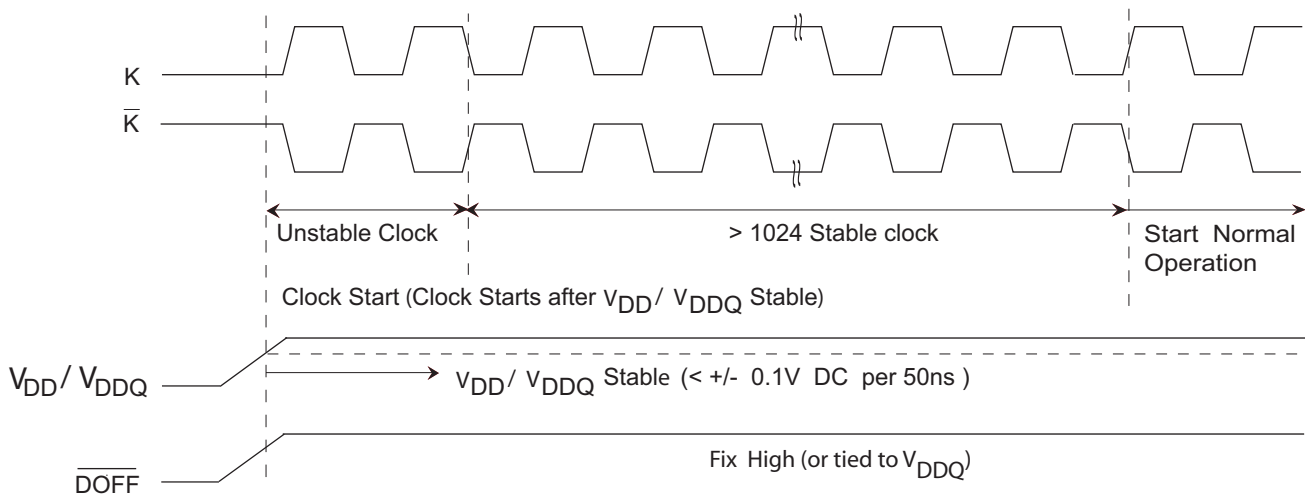 K
K̅
Unstable Clock
> 1024 Stable clock
Start Normal
Operation
Clock Start (Clock Starts after VDD/ VDDQ Stable)
VDD/ VDDQ
VDD/ VDDQ Stable (< +/- 0.1V DC per 50ns )
Fix High (or tied to VDDQ)
D̅O̅F̅F̅